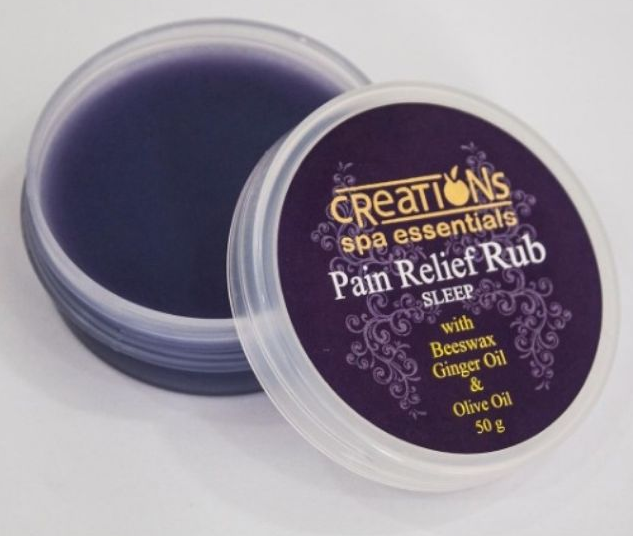 CReatiONs
spa essentials
Pain Relief Rub
SLEEP
with
Beeswax
Ginger Oil
&
Olive Oil
50 g